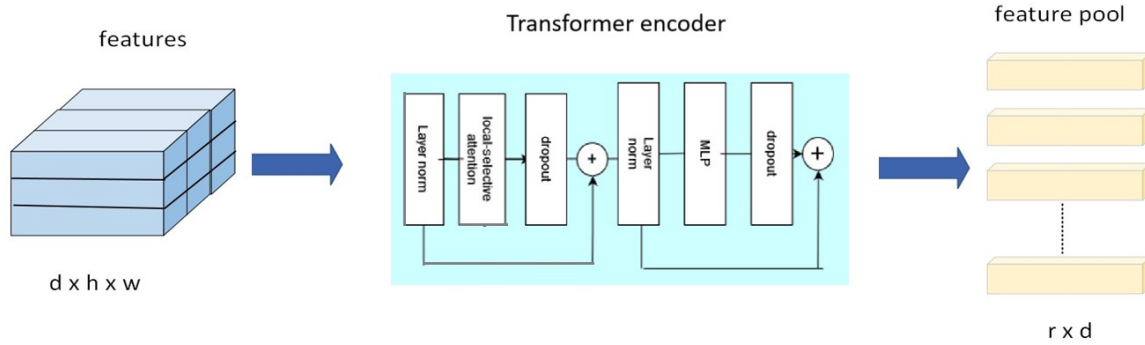 features
Transformer encoder
feature pool
Layer norm
local-selective
attention
dropout
+
Layer
norm
MLP
dropout
+
d x h x w
r x d